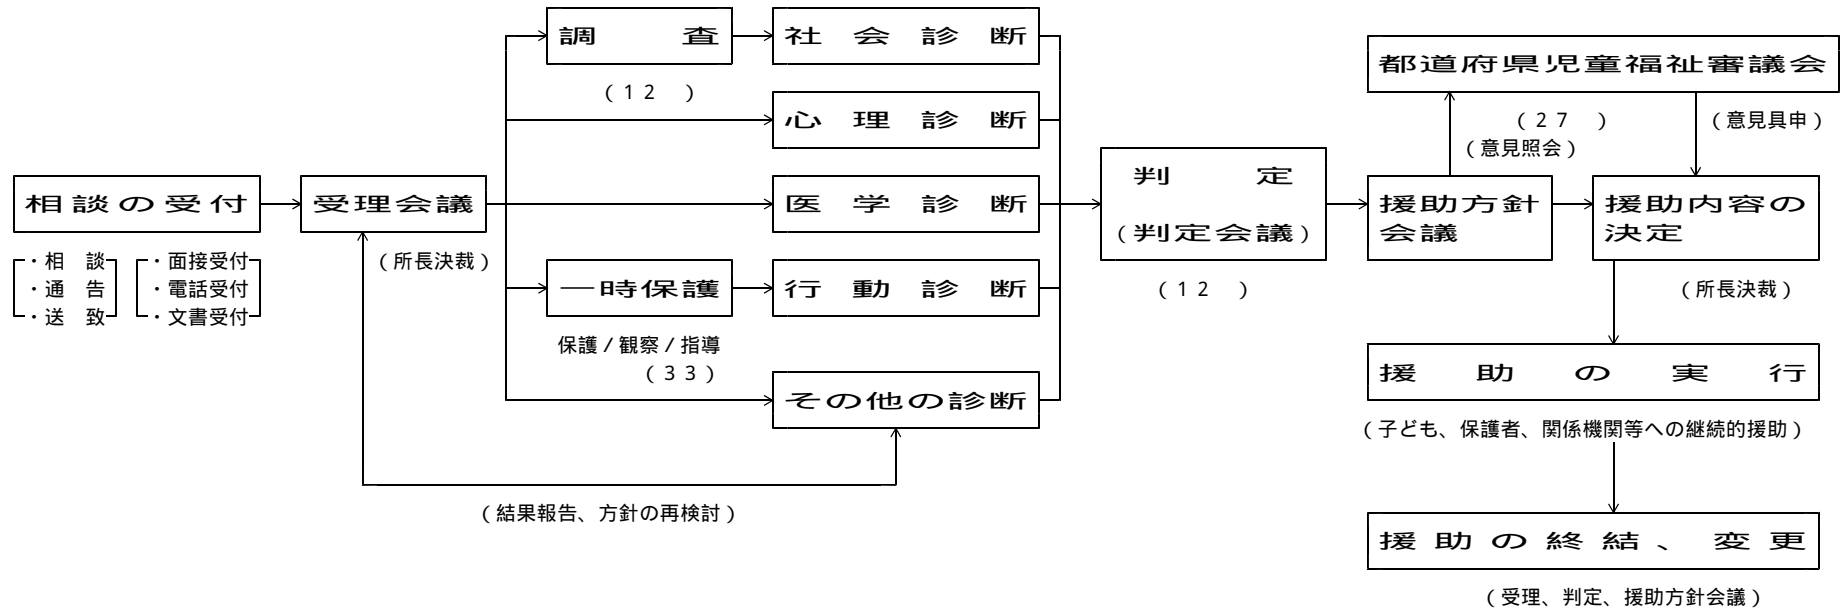 調 査
社 会 診 断
(12 )
心 理 診 断
相談の受付
受理会議
医 学 診 断
・相 談
・通 告
・送 致
・面接受付
・電話受付
・文書受付
(所長決裁)
一時保護
行 動 診 断
保護/観察/指導
(33)
その他の診断
(結果報告、方針の再検討)
判 定
(判定会議)
(12 )
都道府県児童福祉審議会
(27 )
(意見照会)
(意見具申)
援助方針
会議
援助内容の
決定
(所長決裁)
援 助 の 実 行
(子ども、保護者、関係機関等への継続的援助)
援助の終結、変更
(受理、判定、援助方針会議)